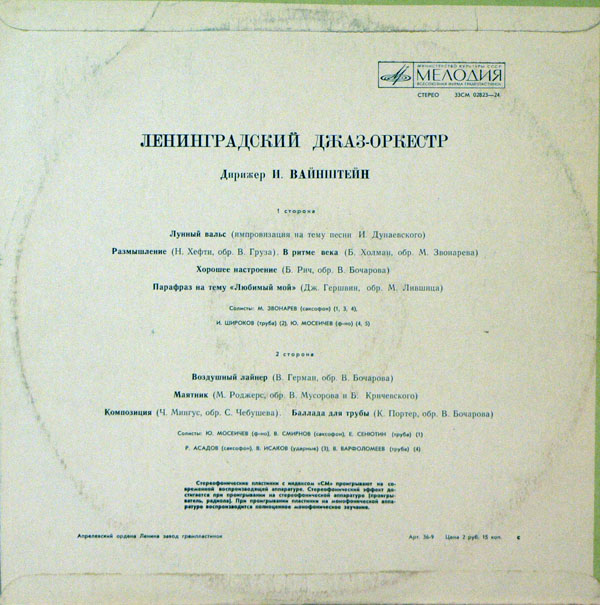 МИНИСТЕРСТВО КУЛЬТУРЫ СССР
МЕЛОДИЯ
ВСЕСОЮЗНАЯ ФИРМА ГРАМПЛАСТИНОК
СТЕРЕО 33СМ 02823—24
ЛЕНИНГРАДСКИЙ ДЖАЗ-ОРКЕСТР
Дирижер И. ВАЙНШТЕЙН
1 сторона
Лунный вальс (импровизация на тему песни И. Дунаевского)
Размышление (Н. Хефти, обр. В. Груза). В ритме века (Б. Холман, обр. М. Звонарева)
Хорошее настроение (Б. Рич, обр. В. Бочарова)
Парафраз на тему «Любимый мой» (Дж. Гершвин, обр. М. Лившица)
Солисты: М. ЗВОНАРЕВ (саксофон) (1, 3, 4),
И. ШИРОКОВ (труба) (2), Ю. МОСЕИЧЕВ (ф-но) (4, 5)
2 сторона
Воздушный лайнер (В. Герман, обр. В. Бочарова)
Маятник (М. Роджерс, обр. В. Мусорова и Б. Кричевского)
Композиция (Ч. Мингус, обр. С. Чебушева). Баллада для трубы (К. Портер, обр. В. Бочарова)
Солисты: Ю. МОСЕИЧЕВ (ф-но), В. СМИРНОВ (саксофон), Е. СЕНЮТИН (труба) (1)
Р. АСАДОВ (саксофон), В. ИСАКОВ (ударные) (3), В. ВАРФОЛОМЕЕВ (труба) (4)
Стереофонические пластинки с индексом «СМ» проигрывают на со-
временной воспроизводящей аппаратуре. Стереофонический эффект до-
стигается при проигрывании на стереофонической аппаратуре (проигры-
ватель, радиола). При проигрывании пластинки на монофонической аппа-
ратуре воспроизводится полноценное монофоническое звучание.
Апрелевский ордена Ленина завод грампластинок Арт. 36-9 Цена 2 руб. 15 коп. с